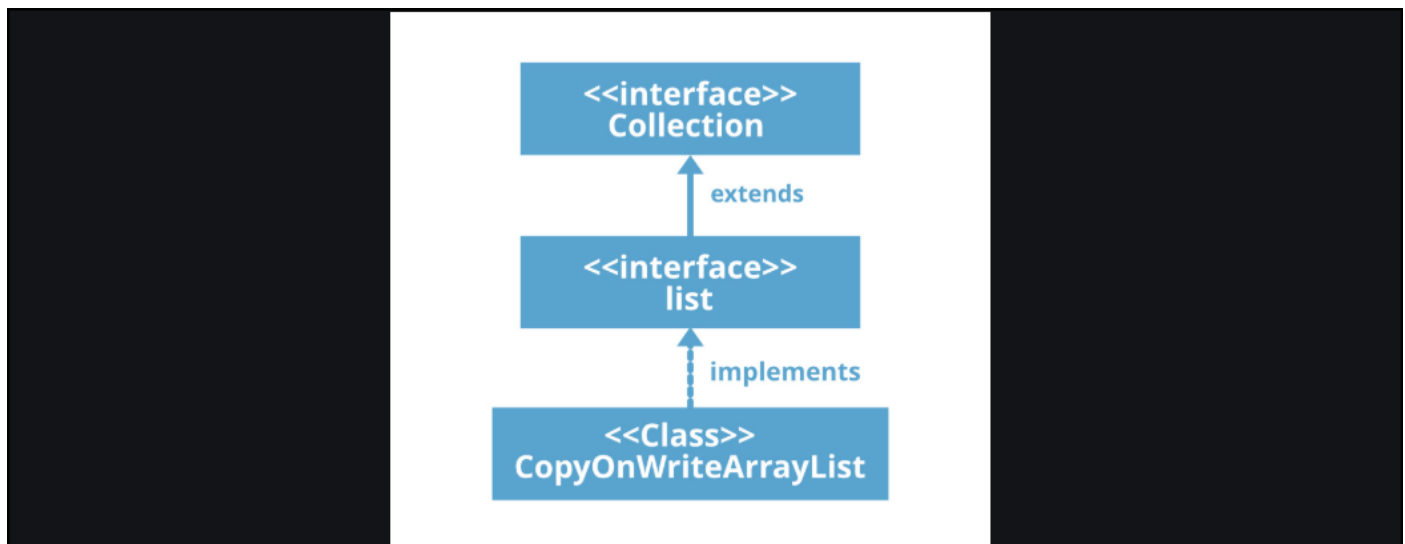 <<interface>>
Collection
extends
<<interface>>
list
implements
<<Class>>
CopyOnWriteArrayList